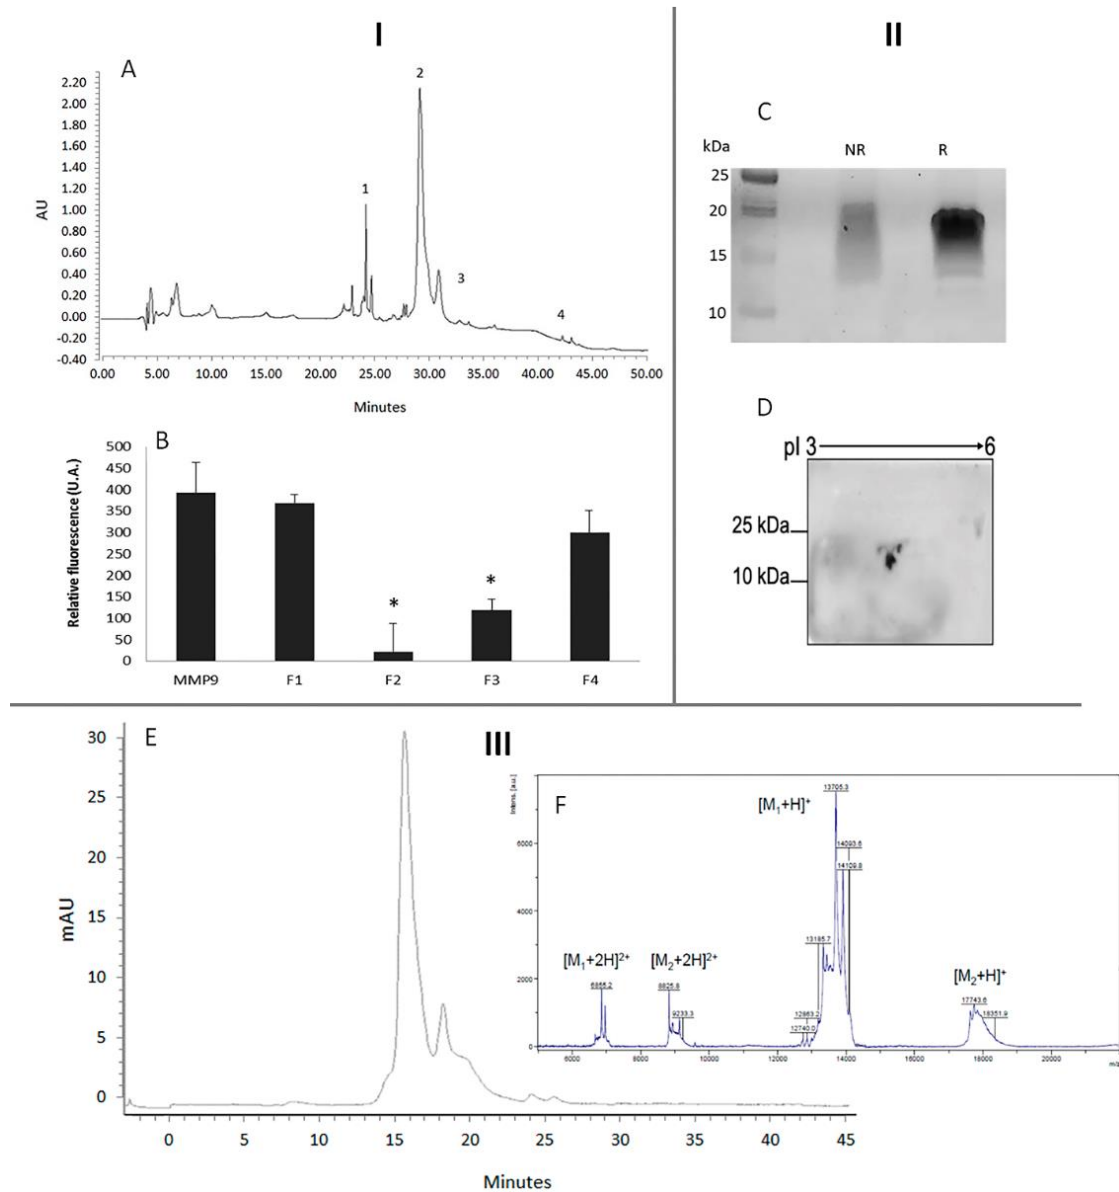 I
II
A
2
2.20
2.00
1.80
1.60
1.40
1.20
1.00
0.80
0.60
0.40
0.20
0.00
-0.20
-0.40
AU
1
3
4
0.00 5.00 10.00 15.00 20.00 25.00 30.00 35.00 40.00 45.00 50.00
Minutes
B
Relative fluorescence (U.A.)
500
450
400
350
300
250
200
150
100
50
0
*
*
MMP9 F1 F2 F3 F4
C
kDa
NR R
25
20
15
10
D
pI 3 6
25 kDa
10 kDa
III
E
30
25
20
15
10
5
0
mAU
0 5 10 15 20 25 30 35 40 45
Minutes
F
Intens. [a.u.]
6000
4000
2000
0
[M₁+2H]²⁺
6855.2
[M₂+2H]²⁺
8825.8
9233.3
[M₁+H]⁺
13705.3
14093.6
14109.8
13185.7
12863.2
12740.0
[M₂+H]⁺
17743.6
18351.9
6000 8000 10000 12000 14000 16000 18000 20000
m/z